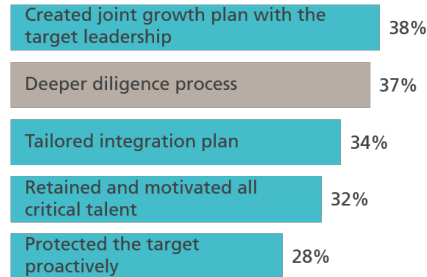 Created joint growth plan with the
target leadership
38%
Deeper diligence process
37%
Tailored integration plan
34%
Retained and motivated all
critical talent
32%
Protected the target
proactively
28%